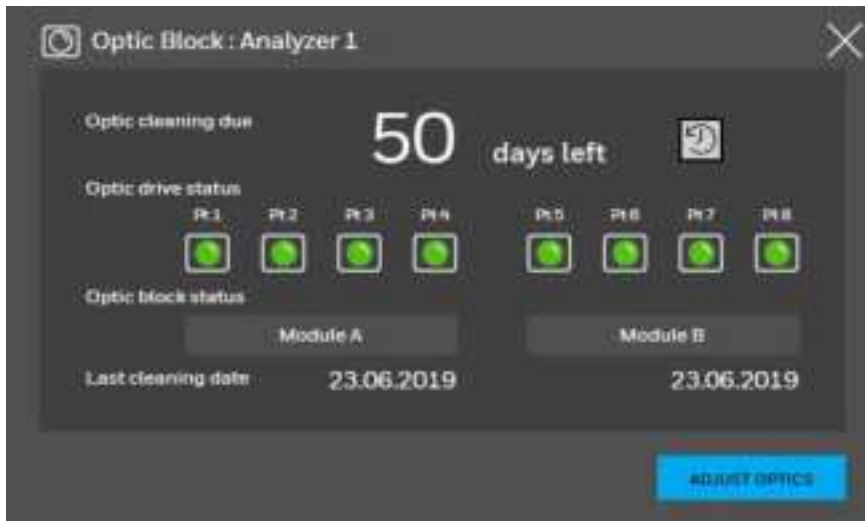 Optic Block : Analyzer 1
Optic cleaning due 50 days left
Optic drive status
Pt 1 Pt 2 Pt 3 Pt 4 Pt 5 Pt 6 Pt 7 Pt 8
Optic block status
Module A Module B
Last cleaning date 23.06.2019 23.06.2019
ADJUST OPTICS